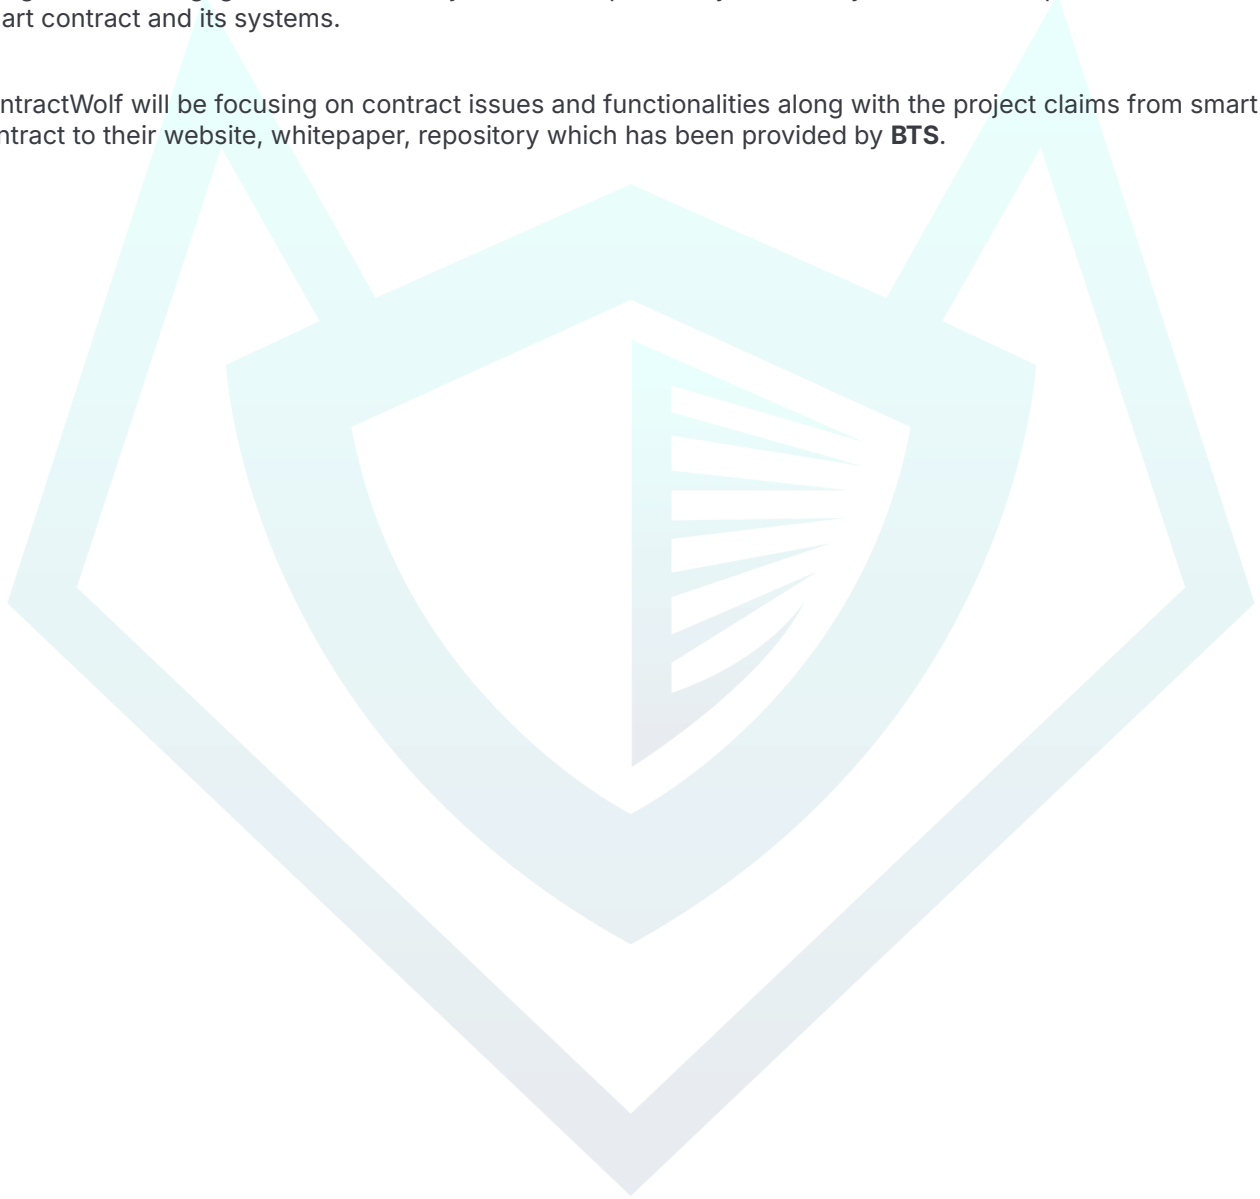 art contract and its systems.
ntractWolf will be focusing on contract issues and functionalities along with the project claims from smart
ntract to their website, whitepaper, repository which has been provided by BTS.